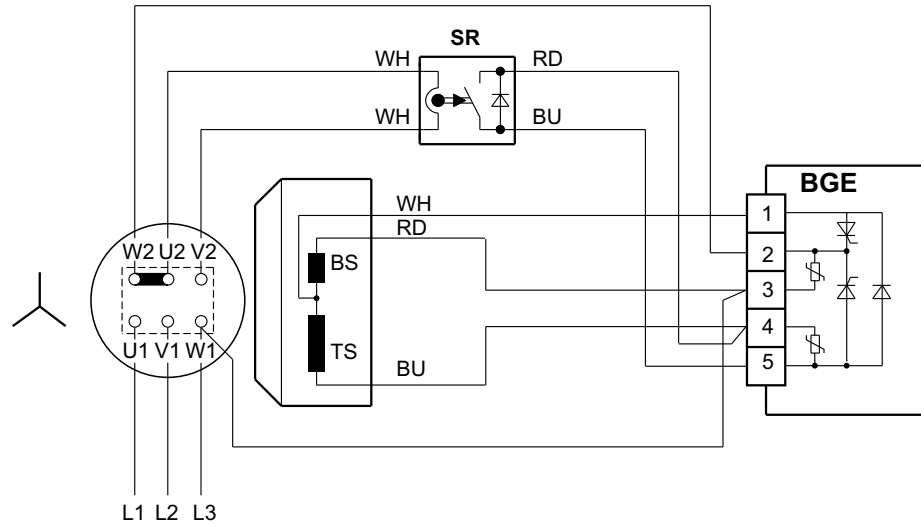 SR
WH RD
WH BU
BGE
WH
RD
1
W2 U2 V2
BS
2
3
4
U1 V1 W1
TS
BU
5
L1 L2 L3